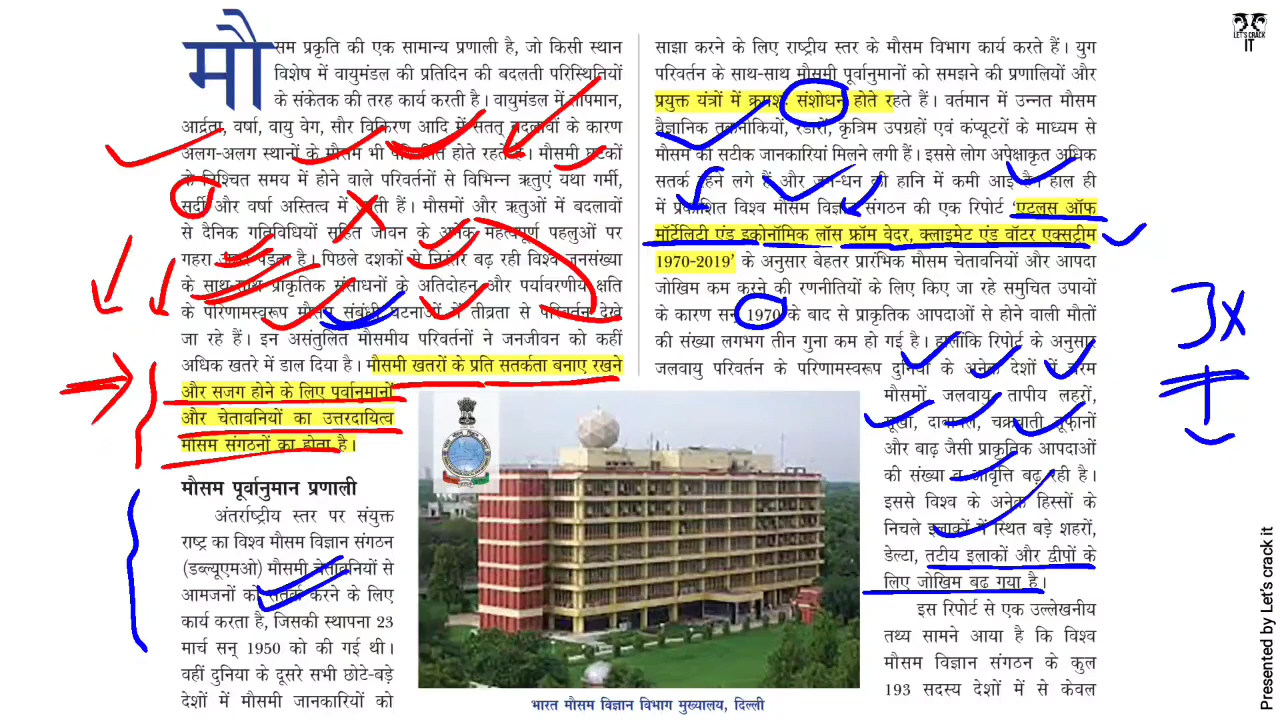 LET'S CRACK
IT
मौसम प्रकृति की एक सामान्य प्रणाली है, जो किसी स्थान
विशेष में वायुमंडल की प्रतिदिन की बदलती परिस्थितियों
के संकेतक की तरह कार्य करती है। वायुमंडल में तापमान,
आर्द्रता, वर्षा, वायु वेग, सौर विकिरण आदि में सतत् बदलावों के कारण
अलग-अलग स्थानों के मौसम भी परिवर्तित होते रहते हैं। मौसमी घटकों
के निश्चित समय में होने वाले परिवर्तनों से विभिन्न ऋतुएं यथा गर्मी,
सर्दी और वर्षा अस्तित्व में आती हैं। मौसमों और ऋतुओं में बदलावों
से दैनिक गतिविधियों सहित जीवन के अनेक महत्वपूर्ण पहलुओं पर
गहरा असर पड़ता है। पिछले दशकों से निरंतर बढ़ रही विश्व जनसंख्या
के साथ-साथ प्राकृतिक संसाधनों के अतिदोहन और पर्यावरणीय क्षति
के परिणामस्वरूप मौसम संबंधी घटनाओं में तीव्रता से परिवर्तन देखे
जा रहे हैं। इन असंतुलित मौसमीय परिवर्तनों ने जनजीवन को कहीं
अधिक खतरे में डाल दिया है। मौसमी खतरों के प्रति सतर्कता बनाए रखने
और सजग होने के लिए पूर्वानुमानों
और चेतावनियों का उत्तरदायित्व
मौसम संगठनों का होता है।
मौसम पूर्वानुमान प्रणाली
अंतर्राष्ट्रीय स्तर पर संयुक्त
राष्ट्र का विश्व मौसम विज्ञान संगठन
(डब्ल्यूएमओ) मौसमी चेतावनियों से
आमजनों को सतर्क करने के लिए
कार्य करता है, जिसकी स्थापना 23
मार्च सन् 1950 को की गई थी।
वहीं दुनिया के दूसरे सभी छोटे-बड़े
देशों में मौसमी जानकारियों को
साझा करने के लिए राष्ट्रीय स्तर के मौसम विभाग कार्य करते हैं। युग
परिवर्तन के साथ-साथ मौसमी पूर्वानुमानों को समझने की प्रणालियों और
प्रयुक्त यंत्रों में क्रमशः संशोधन होते रहते हैं। वर्तमान में उन्नत मौसम
वैज्ञानिक तकनीकियों, रडारों, कृत्रिम उपग्रहों एवं कंप्यूटरों के माध्यम से
मौसम की सटीक जानकारियां मिलने लगी हैं। इससे लोग अपेक्षाकृत अधिक
सतर्क रहने लगे हैं और जन-धन की हानि में कमी आई है। हाल ही
में प्रकाशित विश्व मौसम विज्ञान संगठन की एक रिपोर्ट 'एटलस ऑफ
मॉर्टेलिटी एंड इकोनॉमिक लॉस फ्रॉम वेदर, क्लाइमेट एंड वॉटर एक्सट्रीम
1970-2019' के अनुसार बेहतर प्रारंभिक मौसम चेतावनियों और आपदा
जोखिम कम करने की रणनीतियों के लिए किए जा रहे समुचित उपायों
के कारण सन् 1970 के बाद से प्राकृतिक आपदाओं से होने वाली मौतों
की संख्या लगभग तीन गुना कम हो गई है। हालांकि रिपोर्ट के अनुसार
जलवायु परिवर्तन के परिणामस्वरूप दुनिया के अनेक देशों में चरम
मौसमों जलवायु, तापीय लहरों,
सूखा, दावानल, चक्रवाती तूफानों
और बाढ़ जैसी प्राकृतिक आपदाओं
की संख्या व आवृत्ति बढ़ रही है।
इससे विश्व के अनेक हिस्सों के
निचले इलाकों में स्थित बड़े शहरों,
डेल्टा, तटीय इलाकों और द्वीपों के
लिए जोखिम बढ़ गया है।
इस रिपोर्ट से एक उल्लेखनीय
तथ्य सामने आया है कि विश्व
मौसम विज्ञान संगठन के कुल
193 सदस्य देशों में से केवल
3x
भारत मौसम विज्ञान विभाग मुख्यालय, दिल्ली
Presented by Let's crack it